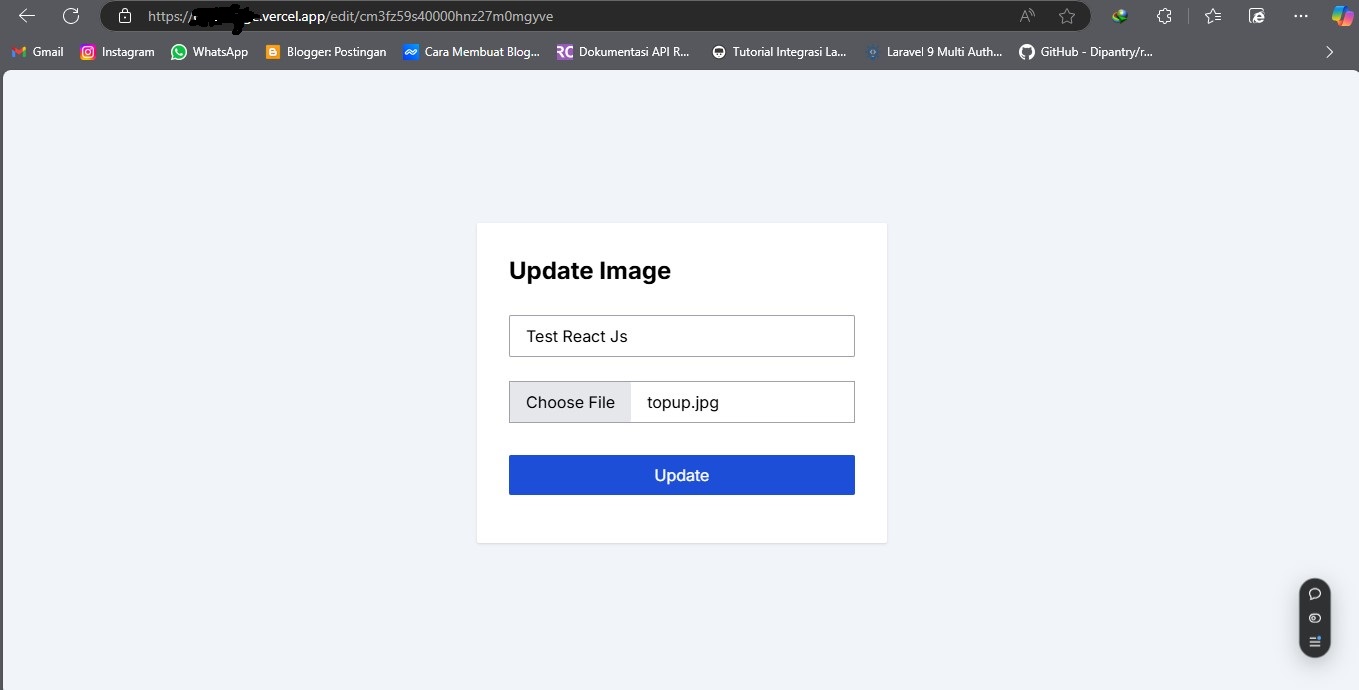 https:// .vercel.app/edit/cm3fz59s40000hnz27m0mgyve
Gmail Instagram WhatsApp Blogger: Postingan Cara Membuat Blog... Dokumentasi API R... Tutorial Integrasi La... Laravel 9 Multi Auth... GitHub - Dipantry/r...
Update Image
Test React Js
Choose File topup.jpg
Update